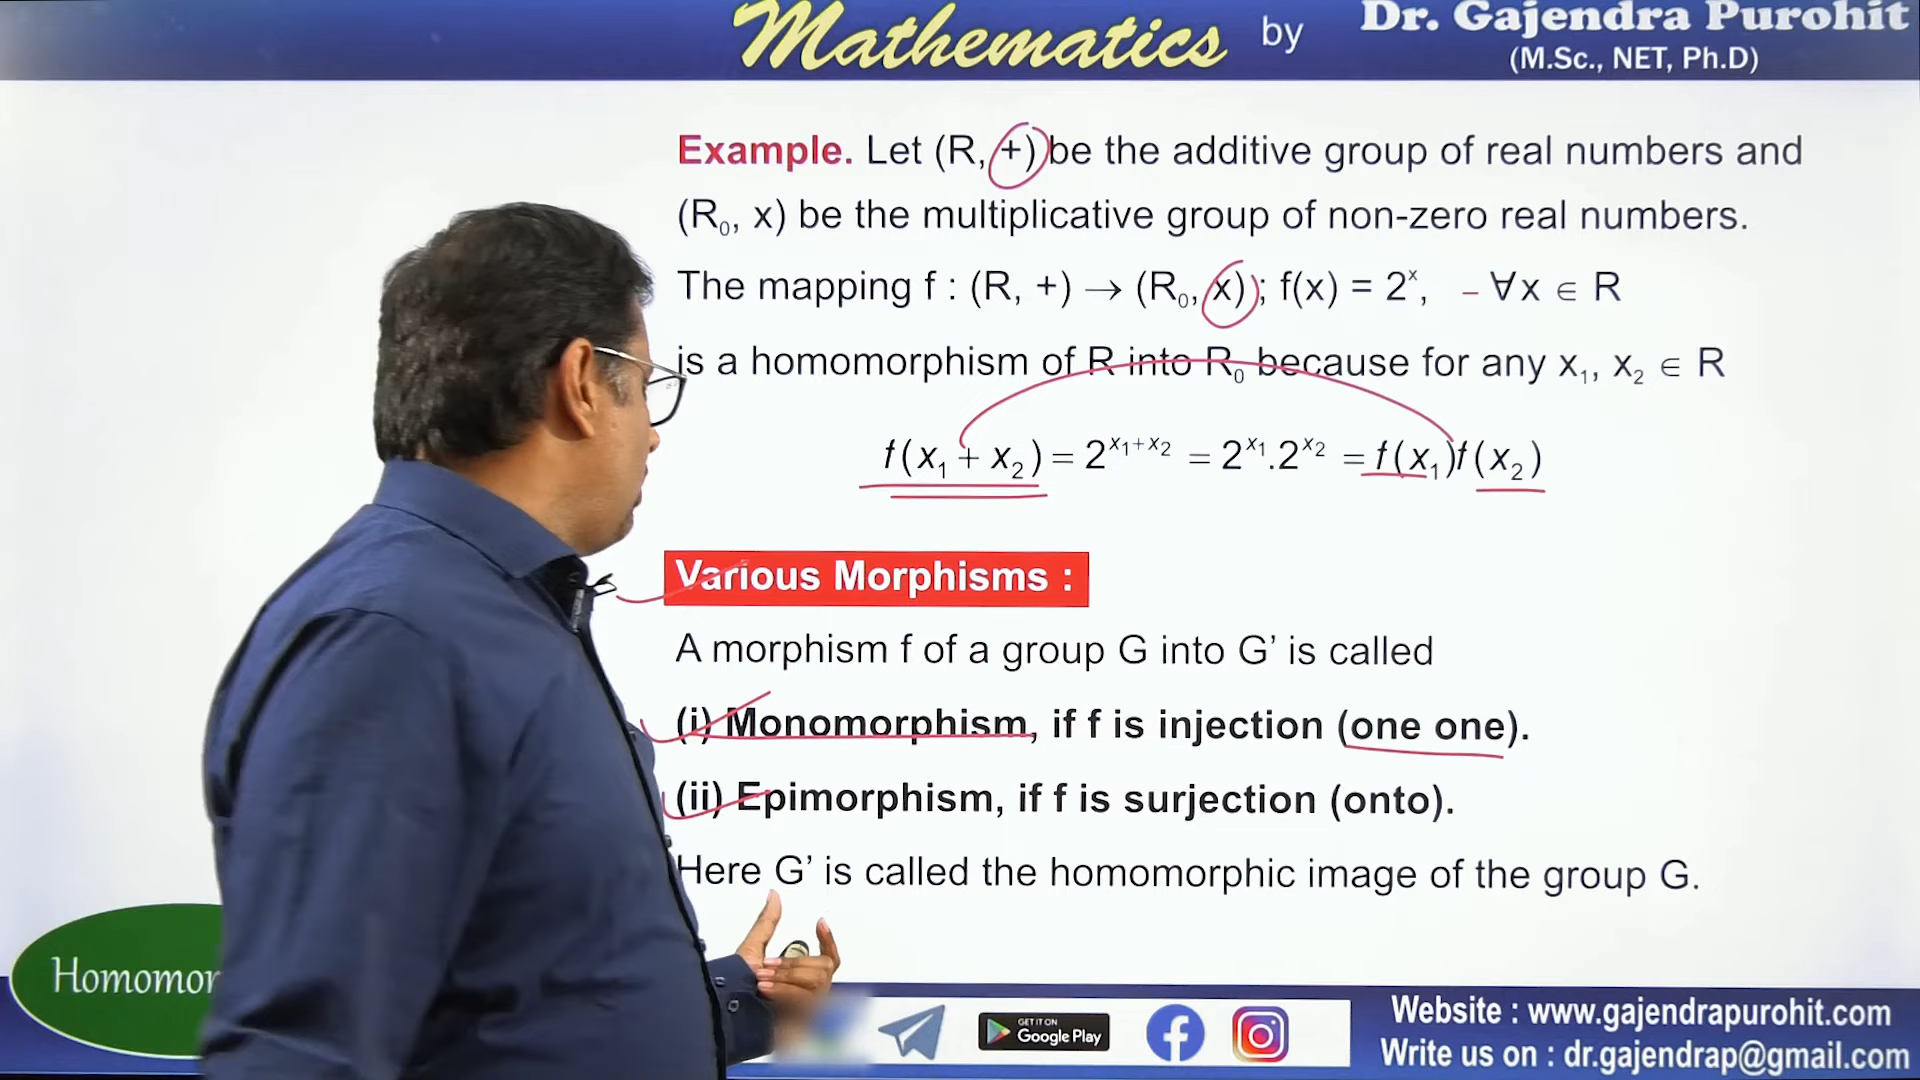 Mathematics by Dr. Gajendra Purohit
(M.Sc., NET, Ph.D)
Example. Let (R, +) be the additive group of real numbers and
(R₀, x) be the multiplicative group of non-zero real numbers.
The mapping f : (R, +) → (R₀, x) ; f(x) = 2ˣ, ∀x ∈ R
is a homomorphism of R into R₀ because for any x₁, x₂ ∈ R
f(x₁ + x₂) = 2^{x₁+x₂} = 2^{x₁}.2^{x₂} = f(x₁)f(x₂)
Various Morphisms :
A morphism f of a group G into G’ is called
(i) Monomorphism, if f is injection (one one).
(ii) Epimorphism, if f is surjection (onto).
Here G’ is called the homomorphic image of the group G.
Homomor
GET IT ON
Google Play
Website : www.gajendrapurohit.com
Write us on : dr.gajendrap@gmail.com